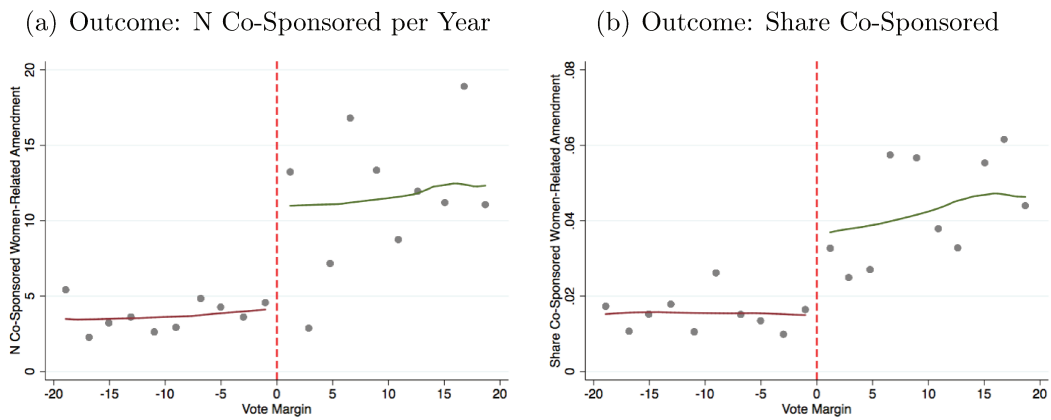 (a) Outcome: N Co-Sponsored per Year
N Co-Sponsored Women-Related Amendment
20
15
10
5
0
-20 -15 -10 -5 0 5 10 15 20
Vote Margin
(b) Outcome: Share Co-Sponsored
Share Co-Sponsored Women-Related Amendment
.08
.06
.04
.02
0
-20 -15 -10 -5 0 5 10 15 20
Vote Margin